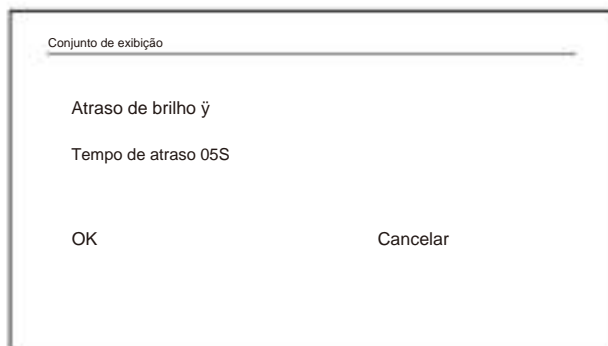 Conjunto de exibição
Atraso de brilho ÿ
Tempo de atraso 05S
OK
Cancelar